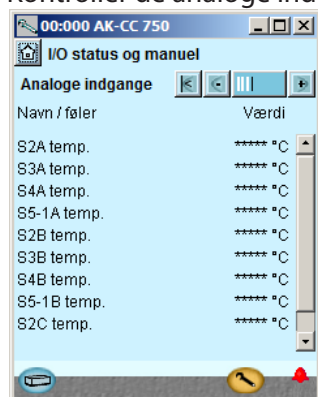 Kontroller de analoge ind
00:000 AK-CC 750
I/O status og manuel
Analoge indgange
Navn / føler Værdi
S2A temp. ***** °C
S3A temp. ***** °C
S4A temp. ***** °C
S5-1A temp. ***** °C
S2B temp. ***** °C
S3B temp. ***** °C
S4B temp. ***** °C
S5-1B temp. ***** °C
S2C temp. ***** °C